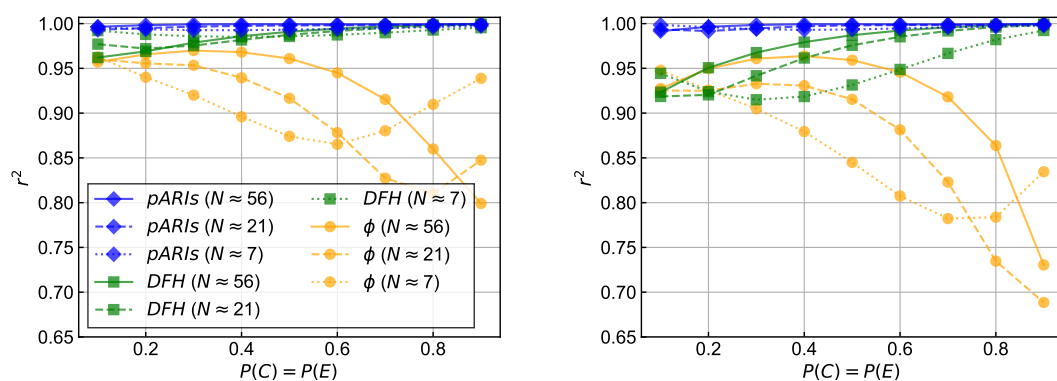 1.00
0.95
0.90
0.85
0.80
0.75
0.70
0.65
r²
pARIs (N ≈ 56)
pARIs (N ≈ 21)
pARIs (N ≈ 7)
DFH (N ≈ 56)
DFH (N ≈ 21)
DFH (N ≈ 7)
ϕ (N ≈ 56)
ϕ (N ≈ 21)
ϕ (N ≈ 7)
0.2 0.4 0.6 0.8
P(C) = P(E)
1.00
0.95
0.90
0.85
0.80
0.75
0.70
0.65
r²
0.2 0.4 0.6 0.8
P(C) = P(E)